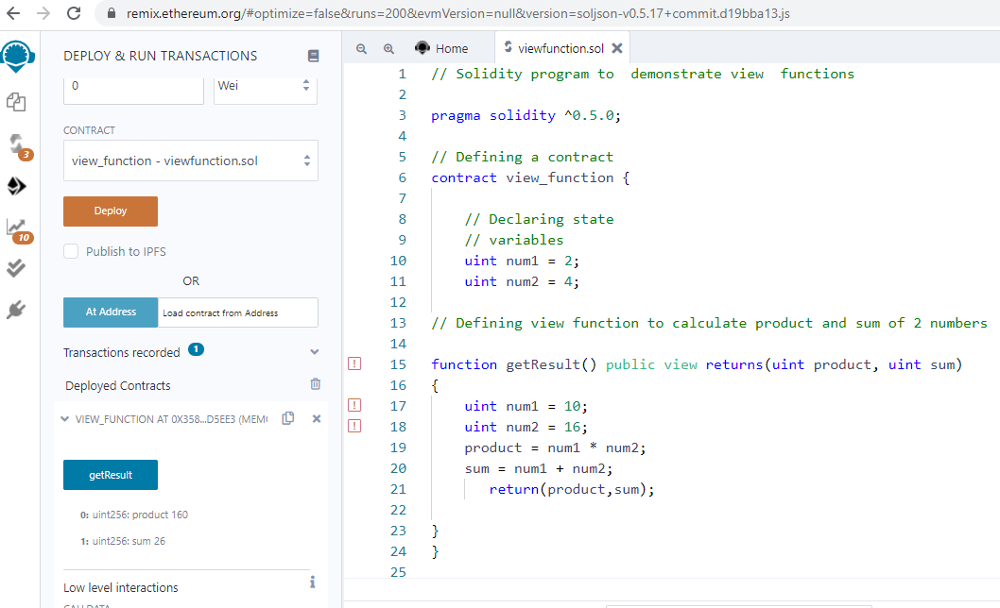 remix.ethereum.org/#optimize=false&runs=200&evmVersion=null&version=soljson-v0.5.17+commit.d19bba13.js
DEPLOY & RUN TRANSACTIONS
0
Wei
CONTRACT
view_function - viewfunction.sol
Deploy
Publish to IPFS
OR
At Address
Load contract from Address
Transactions recorded 1
Deployed Contracts
VIEW_FUNCTION AT 0X358...D5EE3 (MEMO
getResult
0: uint256: product 160
1: uint256: sum 26
Low level interactions
i
CALLDATA
3
10
Home
viewfunction.sol
1 // Solidity program to  demonstrate view  functions
2
3 pragma solidity ^0.5.0;
4
5 // Defining a contract
6 contract view_function {
7
8 // Declaring state
9 // variables
10 uint num1 = 2;
11 uint num2 = 4;
12
13 // Defining view function to calculate product and sum of 2 numbers
14
15 function getResult() public view returns(uint product, uint sum)
16 {
17 uint num1 = 10;
18 uint num2 = 16;
19 product = num1 * num2;
20 sum = num1 + num2;
21 return(product,sum);
22
23 }
24 }
25